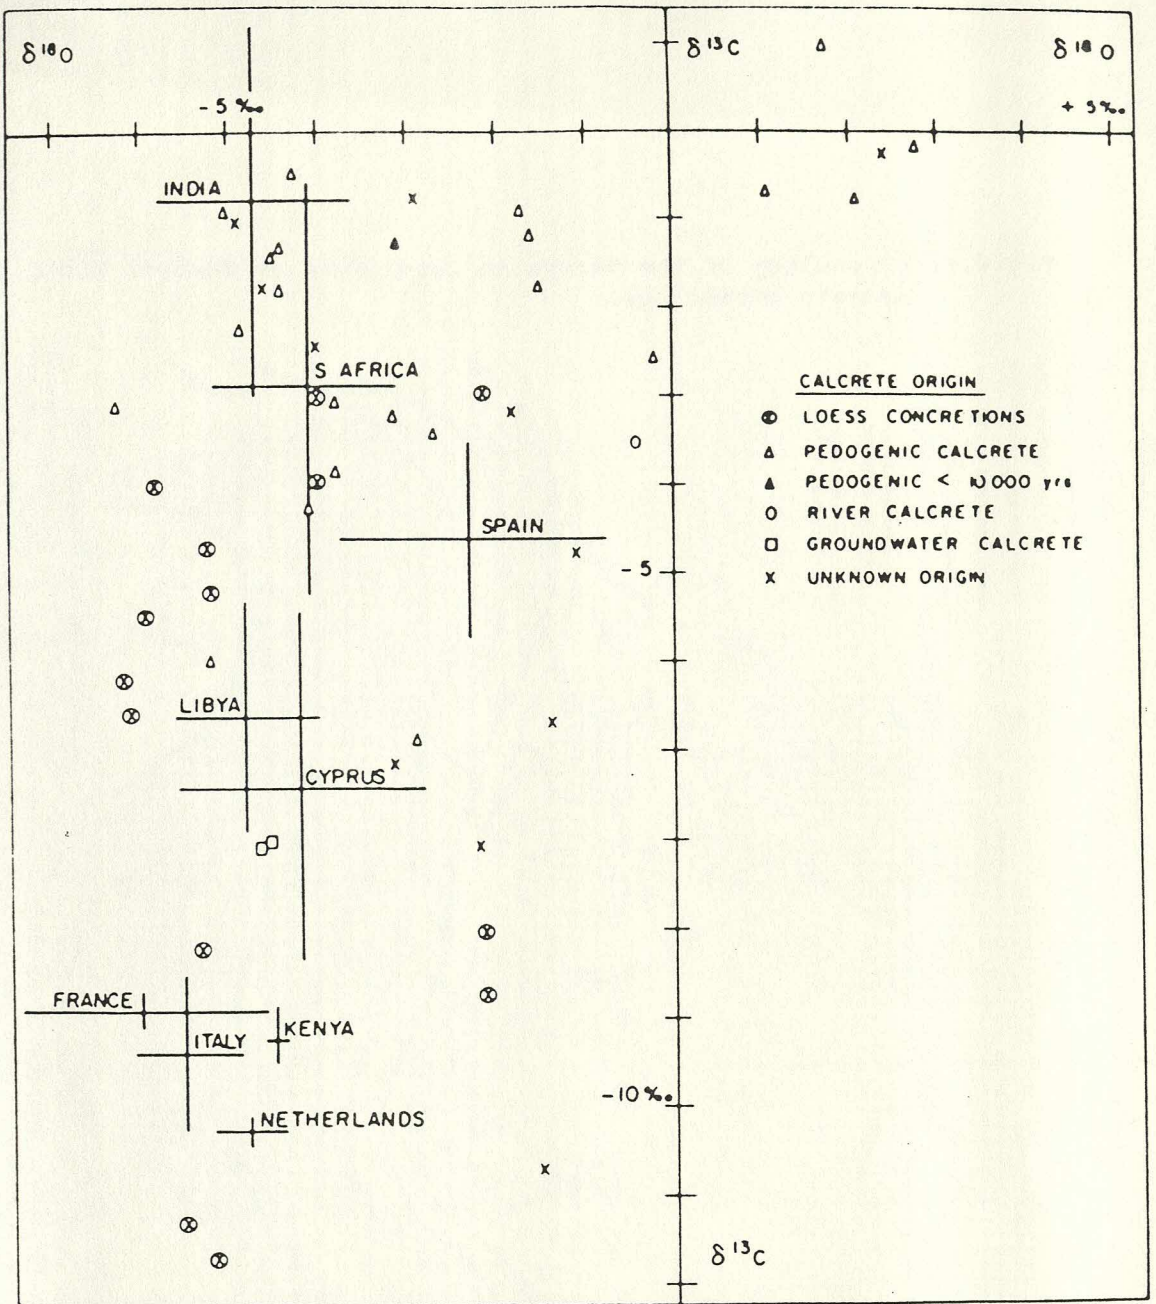 δ¹⁸O
δ¹³C
δ¹⁸O
- 5 ‰
+ 5‰
INDIA
S AFRICA
CALCRETE ORIGIN
LOESS CONCRETIONS
PEDOGENIC CALCRETE
PEDOGENIC < 10 000 yrs
RIVER CALCRETE
SPAIN
GROUNDWATER CALCRETE
- 5
UNKNOWN ORIGIN
LIBYA
CYPRUS
FRANCE
KENYA
ITALY
-10 ‰
NETHERLANDS
δ¹³C